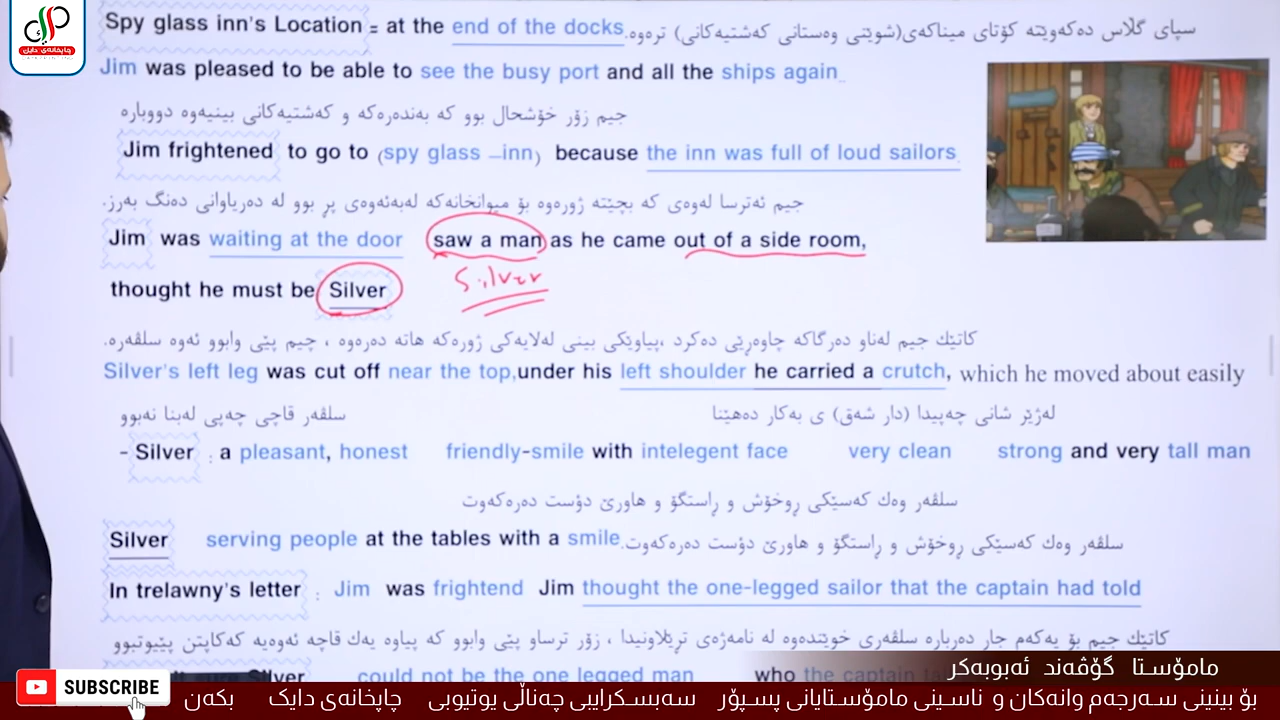 Spy glass inn's Location = at the end of the docks. سپای گلاس دەکەوێتە کۆتای میناکەی(شوێنی وەستانی کەشتیەکانی) ترەوە.
Jim was pleased to be able to see the busy port and all the ships again.
جیم زۆر خۆشحال بوو کە بەندەرەکە و کەشتیەکانی بینیەوە دووبارە
Jim frightened to go to (spy glass –inn) because the inn was full of loud sailors.
جیم ئەترسا لەوەی کە بچێتە ژورەوە بۆ میوانخانەکە لەبەئەوەی پڕ بوو لە دەریاوانی دەنگ بەرز.
Jim was waiting at the door saw a man as he came out of a side room,
thought he must be Silver Silver
کاتێك جیم لەناو دەرگاکە چاوەڕێی دەکرد ،پیاوێکی بینی لەلایەکی ژورەکە هاتە دەرەوە ، جیم پێی وابوو ئەوە سلڤەرە.
Silver's left leg was cut off near the top,under his left shoulder he carried a crutch, which he moved about easily
سلڤەر قاچی چەپی لەبنا نەبوو لەژێر شانی چەپیدا (دار شەق) ی بەکار دەهێنا
- Silver : a pleasant, honest friendly-smile with intelegent face very clean strong and very tall man
سلڤەر وەك کەسێکی ڕوخۆش و ڕاستگۆ و هاورێ دۆست دەرەکەوت
Silver serving people at the tables with a smile. سلڤەر وەك کەسێکی ڕوخۆش و ڕاستگۆ و هاورێ دۆست دەرەکەوت.
In trelawny's letter : Jim was frightend Jim thought the one-legged sailor that the captain had told
کاتێك جیم بۆ یەکەم جار دەربارە سلڤەری خوێندەوە لە نامەژەی ترێلاونیدا ، زۆر ترساو پێی وابوو کە پیاوە یەك قاچە ئەوەیە کەکاپتن پێیوتبوو
Silver could not be the one legged man who the captain
مامۆستا گۆڤەند ئەبوبەکر
SUBSCRIBE
بۆ بینینی سەرجەم وانەکان و ناسینی مامۆستایانی پسپۆر سەبسکرایبی چەناڵی یوتیوبی چاپخانەی دایک بکەن
چاپخانەی دایك